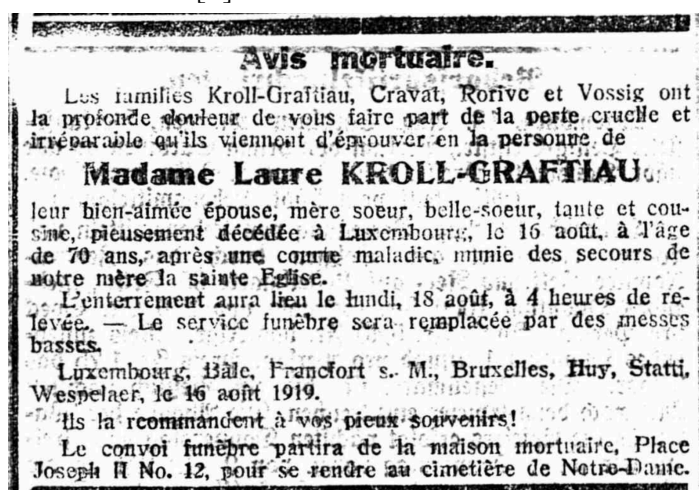 Avis mortuaire.
Les familles Kroll-Graftiau, Cravat, Rorive et Vossig ont
la profonde douleur de vous faire part de la perte cruelle et
irréparable qu'ils viennent d'éprouver en la personne de
Madame Laure KROLL-GRAFTIAU
leur bien-aimée épouse, mère soeur, belle-soeur, tante et cou-
sine, pieusement décédée à Luxembourg, le 16 août, à l'âge
de 70 ans, après une courte maladie, munie des secours de
notre mère la sainte Eglise.
L'enterrement aura lieu le lundi, 18 août, à 4 heures de re-
levée. — Le service funèbre sera remplacée par des messes
basses.
Luxembourg, Bâle, Francfort s. M., Bruxelles, Huy, Statti,
Wespelaer, le 16 août 1919.
Ils la recommandent à vos pieux souvenirs!
Le convoi funèbre partira de la maison mortuaire, Place
Joseph II No. 12, pour se rendre au cimetière de Notre-Dame.